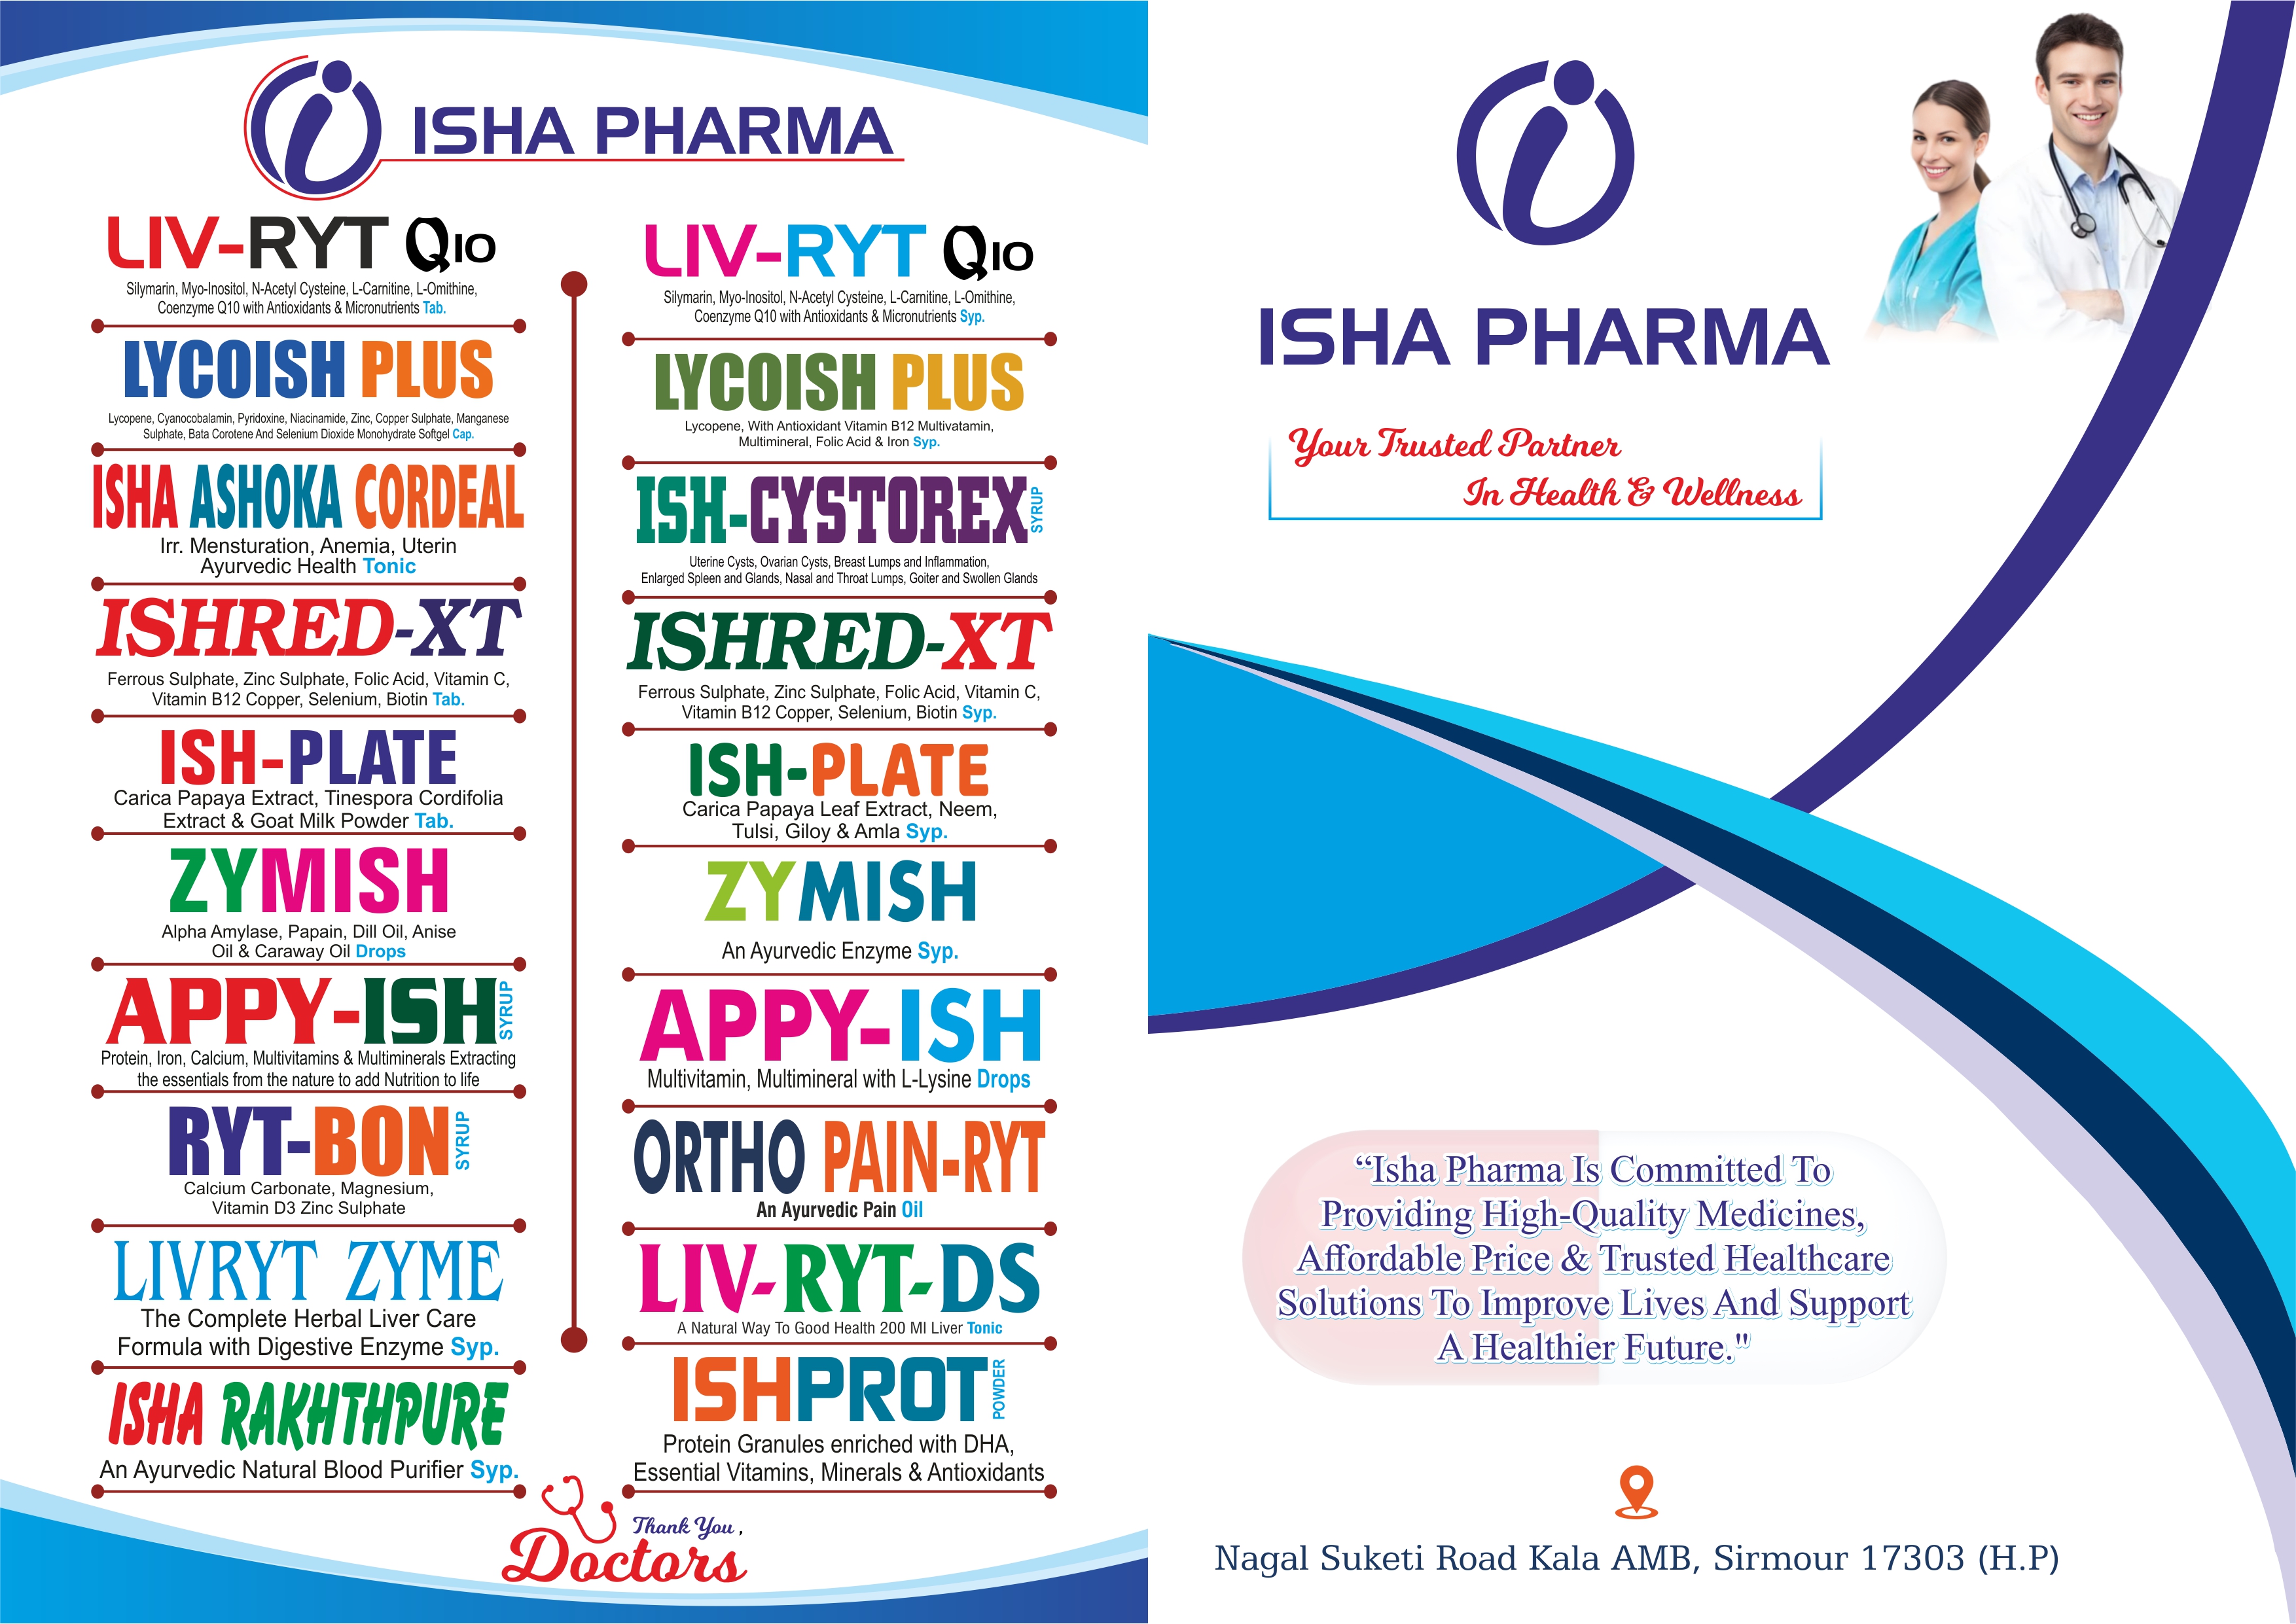 ISHA PHARMA
LIV-RYT Q10
Silymarin, Myo-Inositol, N-Acetyl Cysteine, L-Carnitine, L-Ornithine,
Coenzyme Q10 with Antioxidants & Micronutrients Tab.
LYCOISH PLUS
Lycopene, Cyanocobalamin, Pyridoxine, Niacinamide, Zinc, Copper Sulphate, Manganese
Sulphate, Bata Corotene And Selenium Dioxide Monohydrate Softgel Cap.
ISHA ASHOKA CORDEAL
Irr. Mensturation, Anemia, Uterin
Ayurvedic Health Tonic
ISHRED-XT
Ferrous Sulphate, Zinc Sulphate, Folic Acid, Vitamin C,
Vitamin B12 Copper, Selenium, Biotin Tab.
ISH-PLATE
Carica Papaya Extract, Tinespora Cordifolia
Extract & Goat Milk Powder Tab.
ZYMISH
Alpha Amylase, Papain, Dill Oil, Anise
Oil & Caraway Oil Drops
APPY-ISH SYRUP
Protein, Iron, Calcium, Multivitamins & Multiminerals Extracting
the essentials from the nature to add Nutrition to life
RYT-BON SYRUP
Calcium Carbonate, Magnesium,
Vitamin D3 Zinc Sulphate
LIVRYT ZYME
The Complete Herbal Liver Care
Formula with Digestive Enzyme Syp.
ISHA RAKHTHPURE
An Ayurvedic Natural Blood Purifier Syp.
LIV-RYT Q10
Silymarin, Myo-Inositol, N-Acetyl Cysteine, L-Carnitine, L-Ornithine,
Coenzyme Q10 with Antioxidants & Micronutrients Syp.
LYCOISH PLUS
Lycopene, With Antioxidant Vitamin B12 Multivatamin,
Multimineral, Folic Acid & Iron Syp.
ISH-CYSTOREX SYRUP
Uterine Cysts, Ovarian Cysts, Breast Lumps and Inflammation,
Enlarged Spleen and Glands, Nasal and Throat Lumps, Goiter and Swollen Glands
ISHRED-XT
Ferrous Sulphate, Zinc Sulphate, Folic Acid, Vitamin C,
Vitamin B12 Copper, Selenium, Biotin Syp.
ISH-PLATE
Carica Papaya Leaf Extract, Neem,
Tulsi, Giloy & Amla Syp.
ZYMISH
An Ayurvedic Enzyme Syp.
APPY-ISH
Multivitamin, Multimineral with L-Lysine Drops
ORTHO PAIN-RYT
An Ayurvedic Pain Oil
LIV-RYT-DS
A Natural Way To Good Health 200 Ml Liver Tonic
ISHPROT POWDER
Protein Granules enriched with DHA,
Essential Vitamins, Minerals & Antioxidants
Thank You ,
Doctors
ISHA PHARMA
Your Trusted Partner
In Health & Wellness
“Isha Pharma Is Committed To
Providing High-Quality Medicines,
Affordable Price & Trusted Healthcare
Solutions To Improve Lives And Support
A Healthier Future."
Nagal Suketi Road Kala AMB, Sirmour 17303 (H.P)